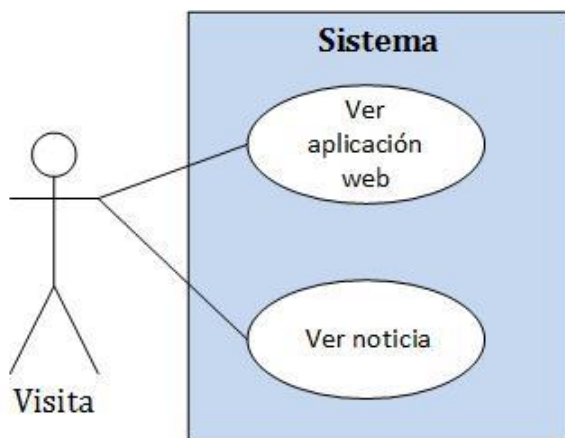 Sistema
Ver
aplicación
web
Ver noticia
Visita